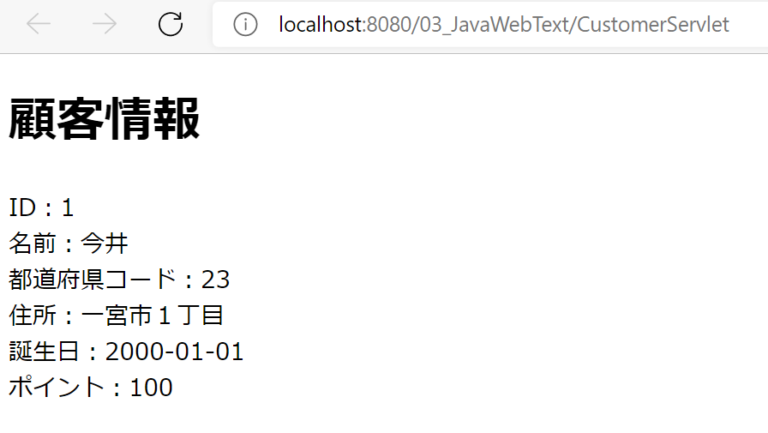 localhost:8080/03_JavaWebText/CustomerServlet
顧客情報
ID：1
名前：今井
都道府県コード：23
住所：一宮市１丁目
誕生日：2000-01-01
ポイント：100